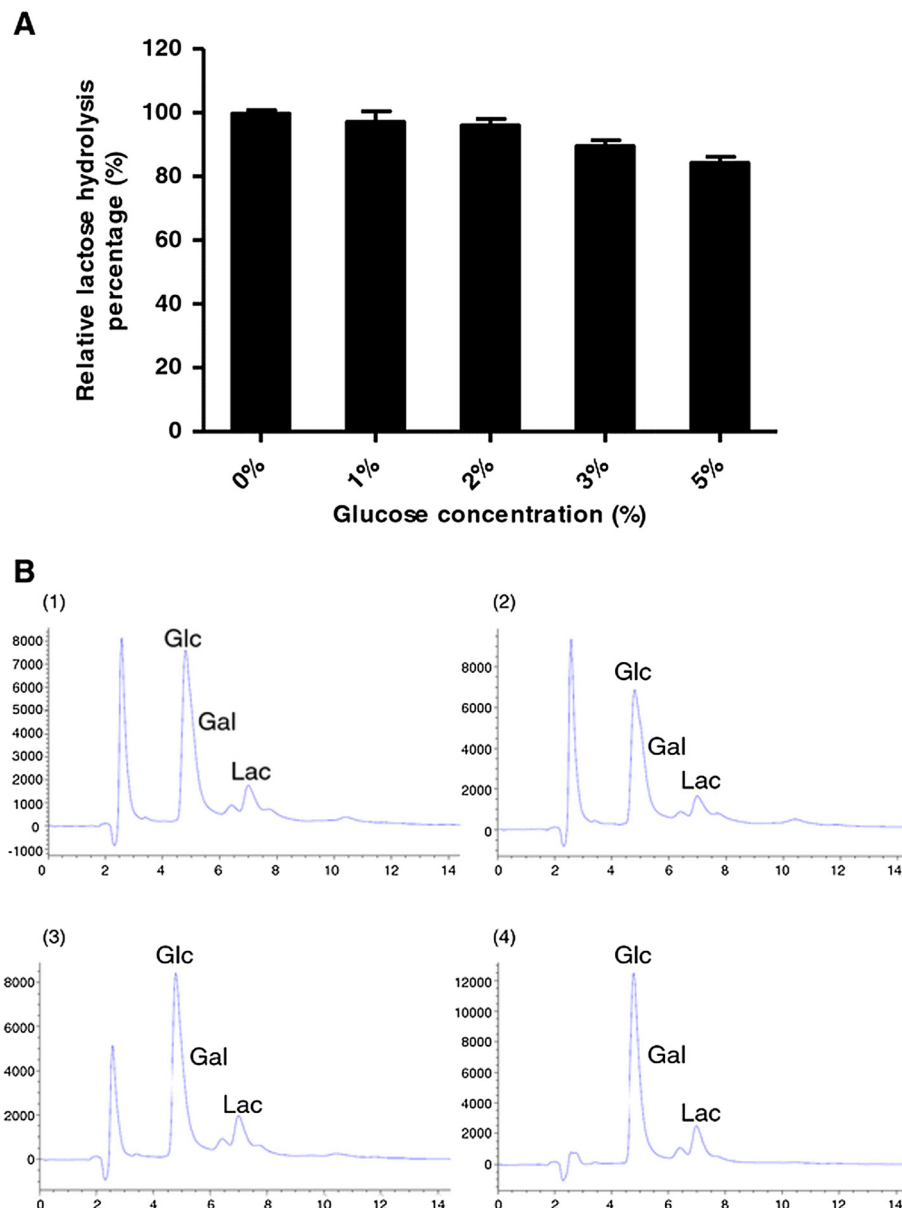 A
120
100
80
60
40
20
0
Relative lactose hydrolysis
percentage (%)
0%
1%
2%
3%
5%
Glucose concentration (%)
B
(1)
8000
7000
6000
5000
4000
3000
2000
1000
0
-1000
Glc
Gal
Lac
0 2 4 6 8 10 12 14
(2)
8000
6000
4000
2000
0
Glc
Gal
Lac
0 2 4 6 8 10 12 14
(3)
8000
6000
4000
2000
0
Glc
Gal
Lac
0 2 4 6 8 10 12 14
(4)
12000
10000
8000
6000
4000
2000
0
Glc
Gal
Lac
0 2 4 6 8 10 12 14